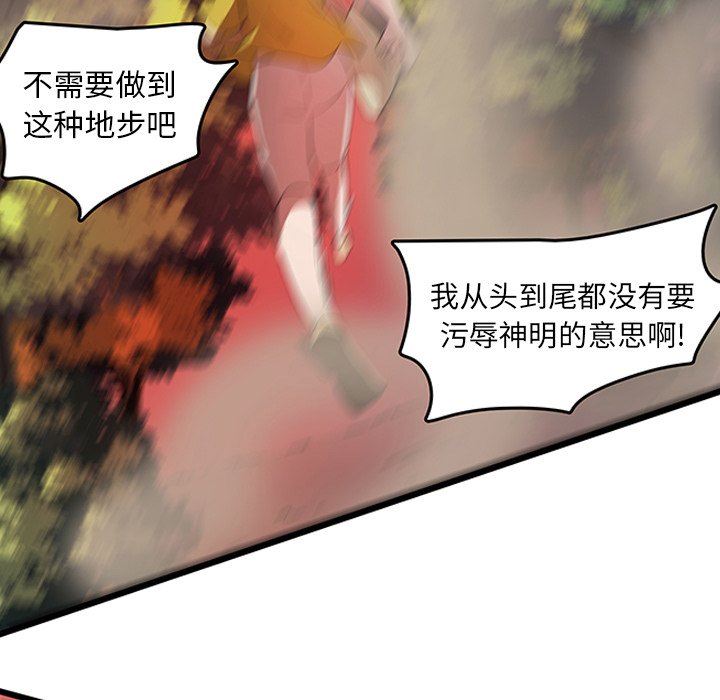 不需要做到
这种地步吧
我从头到尾都没有要
污辱神明的意思啊!